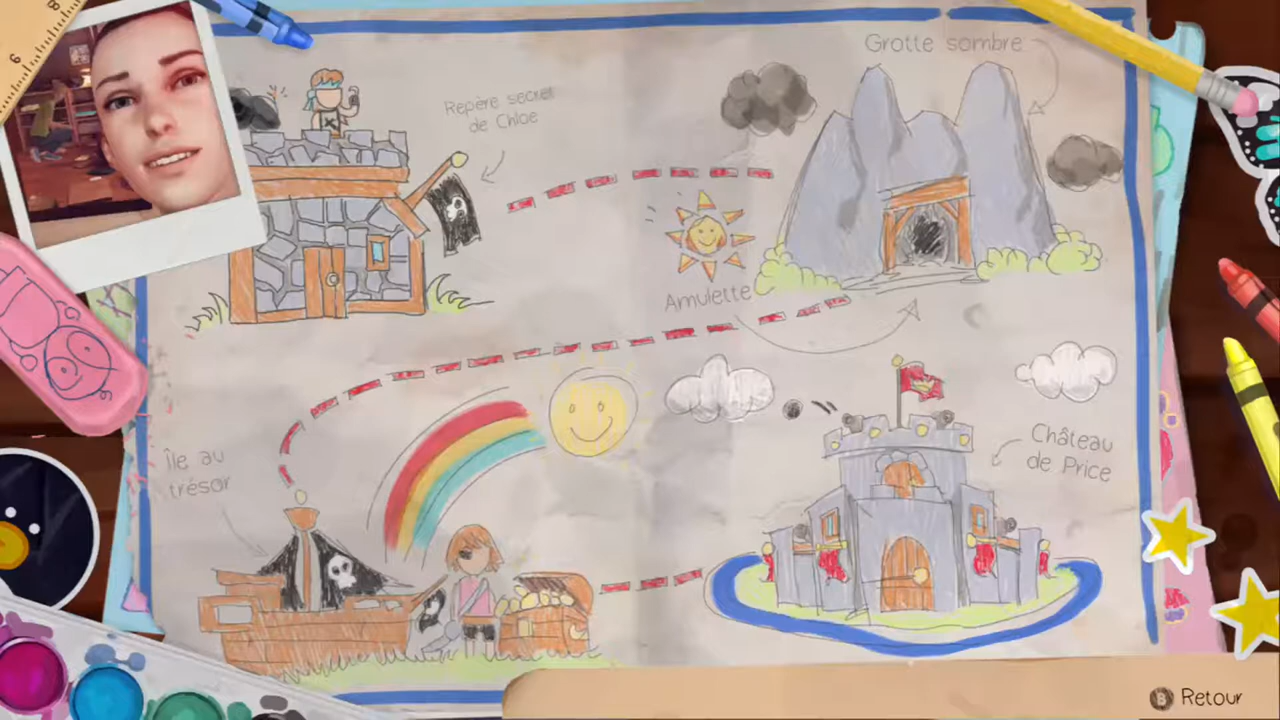 Grotte sombre
Repère secret
de Chloe
Amulette
Château
de Price
Île au
trésor
B Retour